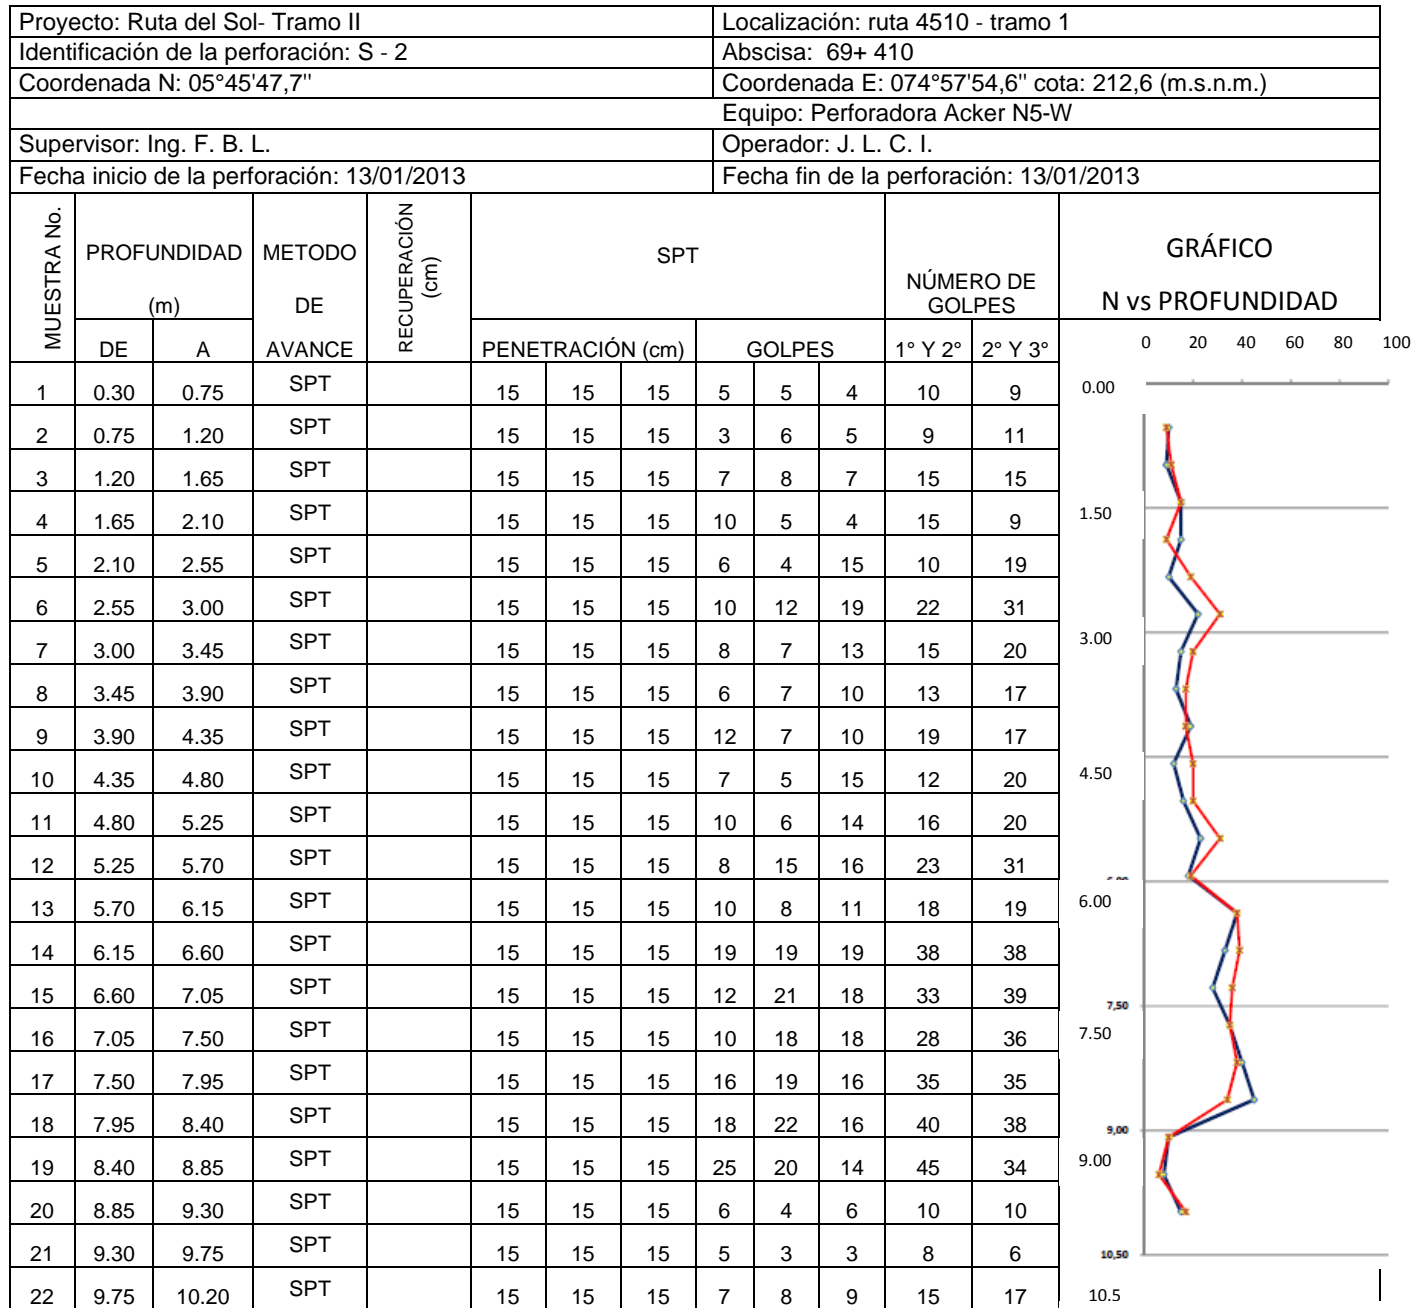 Proyecto: Ruta del Sol- Tramo II Localización: ruta 4510 - tramo 1
Identificación de la perforación: S - 2 Abscisa: 69+ 410
Coordenada N: 05°45'47,7" Coordenada E: 074°57'54,6" cota: 212,6 (m.s.n.m.)
Equipo: Perforadora Acker N5-W
Supervisor: Ing. F. B. L. Operador: J. L. C. I.
Fecha inicio de la perforación: 13/01/2013 Fecha fin de la perforación: 13/01/2013
MUESTRA No.
PROFUNDIDAD
(m)
METODO
DE
AVANCE
RECUPERACIÓN
(cm)
SPT
NÚMERO DE
GOLPES
GRÁFICO
N vs PROFUNDIDAD
DE A PENETRACIÓN (cm) GOLPES 1° Y 2° 2° Y 3°
0 20 40 60 80 100
1 0.30 0.75 SPT 15 15 15 5 5 4 10 9
2 0.75 1.20 SPT 15 15 15 3 6 5 9 11
3 1.20 1.65 SPT 15 15 15 7 8 7 15 15
4 1.65 2.10 SPT 15 15 15 10 5 4 15 9
5 2.10 2.55 SPT 15 15 15 6 4 15 10 19
6 2.55 3.00 SPT 15 15 15 10 12 19 22 31
7 3.00 3.45 SPT 15 15 15 8 7 13 15 20
8 3.45 3.90 SPT 15 15 15 6 7 10 13 17
9 3.90 4.35 SPT 15 15 15 12 7 10 19 17
10 4.35 4.80 SPT 15 15 15 7 5 15 12 20
11 4.80 5.25 SPT 15 15 15 10 6 14 16 20
12 5.25 5.70 SPT 15 15 15 8 15 16 23 31
13 5.70 6.15 SPT 15 15 15 10 8 11 18 19
14 6.15 6.60 SPT 15 15 15 19 19 19 38 38
15 6.60 7.05 SPT 15 15 15 12 21 18 33 39
16 7.05 7.50 SPT 15 15 15 10 18 18 28 36
17 7.50 7.95 SPT 15 15 15 16 19 16 35 35
18 7.95 8.40 SPT 15 15 15 18 22 16 40 38
19 8.40 8.85 SPT 15 15 15 25 20 14 45 34
20 8.85 9.30 SPT 15 15 15 6 4 6 10 10
21 9.30 9.75 SPT 15 15 15 5 3 3 8 6
22 9.75 10.20 SPT 15 15 15 7 8 9 15 17
0.00
1.50
3.00
4.50
6.00
7,50
7.50
9,00
9.00
10,50
10.5